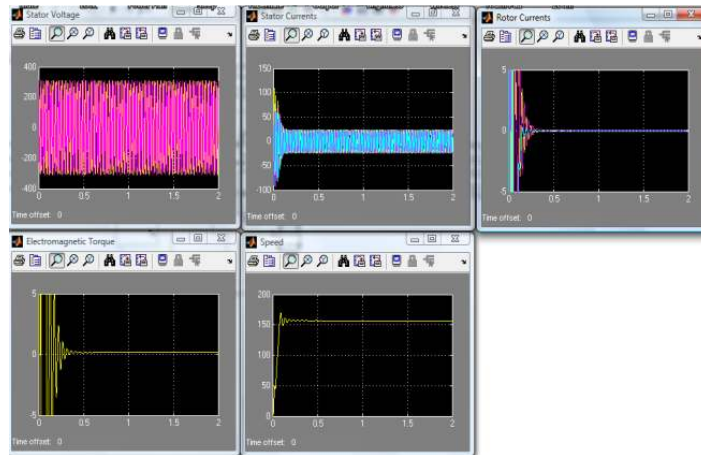 Stator Voltage
400
200
0
-200
-400
0 0.5 1 1.5 2
Time offset: 0
Stator Currents
150
100
50
0
-50
-100
0 0.5 1 1.5 2
Time offset: 0
Rotor Currents
5
0
-5
0 0.5 1 1.5 2
Time offset: 0
Electromagnetic Torque
5
0
-5
0 0.5 1 1.5 2
Time offset: 0
Speed
200
150
100
50
0
0 0.5 1 1.5 2
Time offset: 0